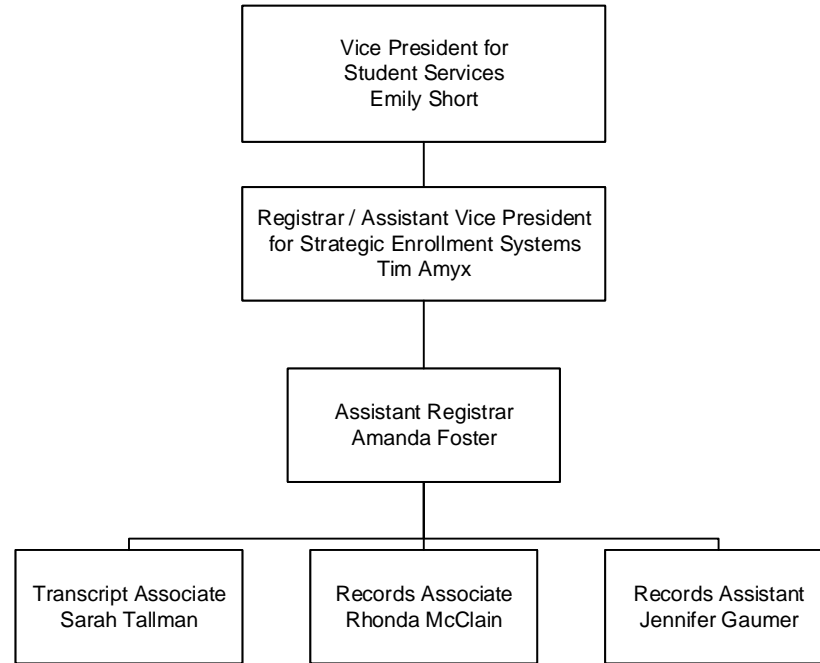 Vice President for
Student Services
Emily Short
Registrar / Assistant Vice President
for Strategic Enrollment Systems
Tim Amyx
Assistant Registrar
Amanda Foster
Transcript Associate
Sarah Tallman
Records Associate
Rhonda McClain
Records Assistant
Jennifer Gaumer